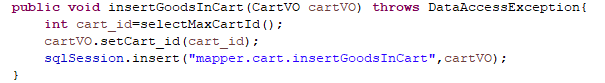 public void insertGoodsInCart(CartVO cartVO) throws DataAccessException{
int cart_id=selectMaxCartId();
cartVO.setCart_id(cart_id);
sqlSession.insert("mapper.cart.insertGoodsInCart",cartVO);
}